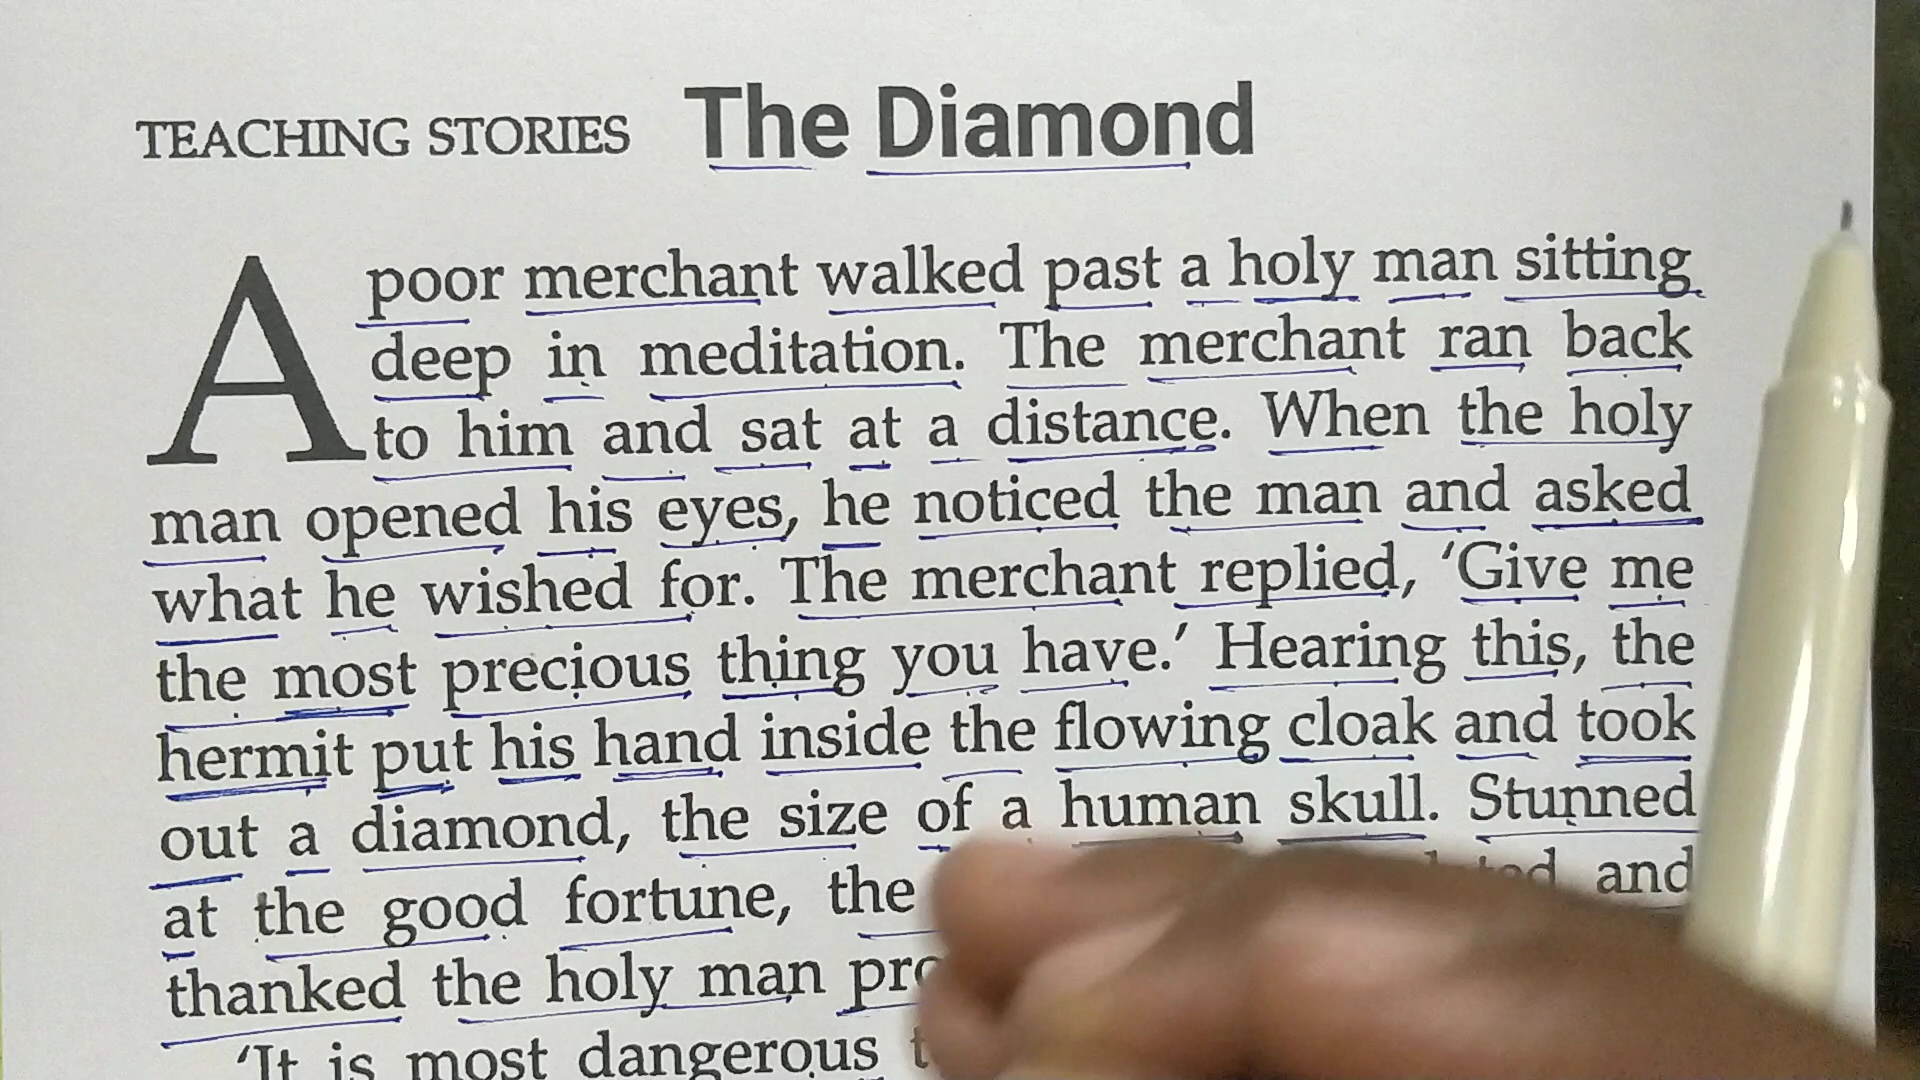 TEACHING STORIES The Diamond
A poor merchant walked past a holy man sitting
deep in meditation. The merchant ran back
to him and sat at a distance. When the holy
man opened his eyes, he noticed the man and asked
what he wished for. The merchant replied, ‘Give me
the most precious thing you have.’ Hearing this, the
hermit put his hand inside the flowing cloak and took
out a diamond, the size of a human skull. Stunned
at the good fortune, the and
thanked the holy man
‘It is most dangerous